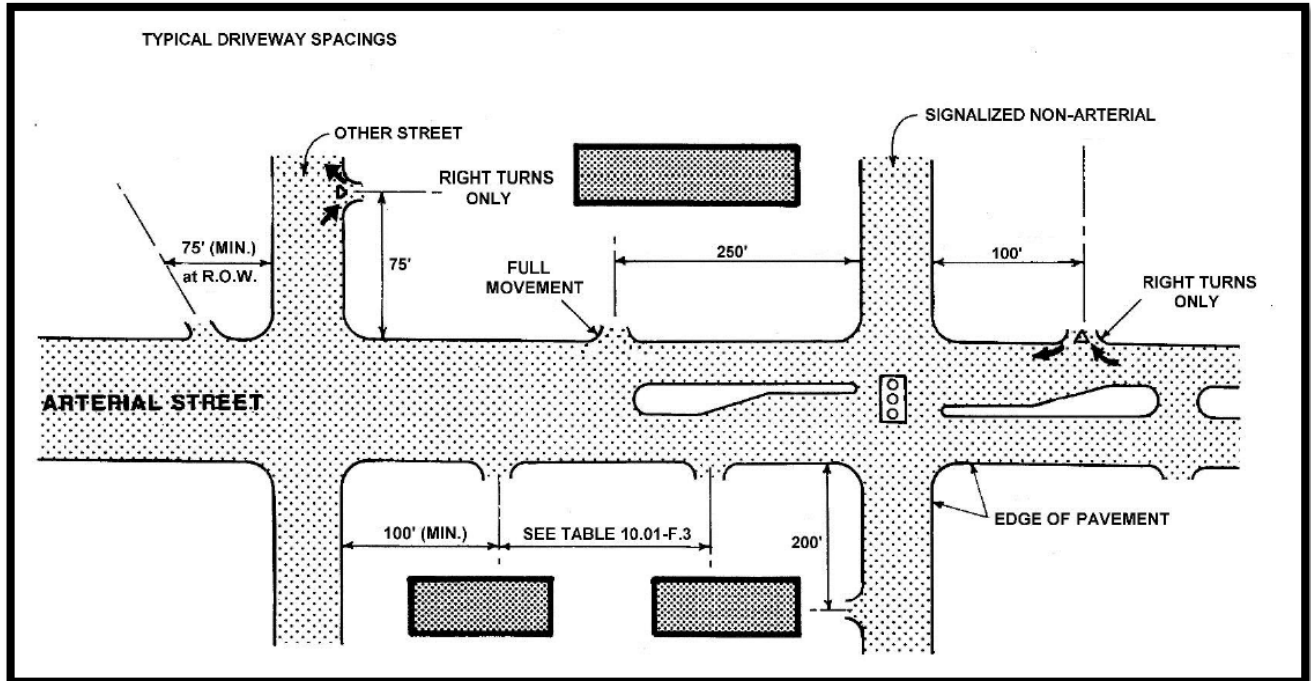 TYPICAL DRIVEWAY SPACINGS
OTHER STREET
SIGNALIZED NON-ARTERIAL
RIGHT TURNS
ONLY
75' (MIN.)
at R.O.W.
75'
FULL
MOVEMENT
250'
100'
RIGHT TURNS
ONLY
ARTERIAL STREET
100' (MIN.)
SEE TABLE 10.01-F.3
200'
EDGE OF PAVEMENT